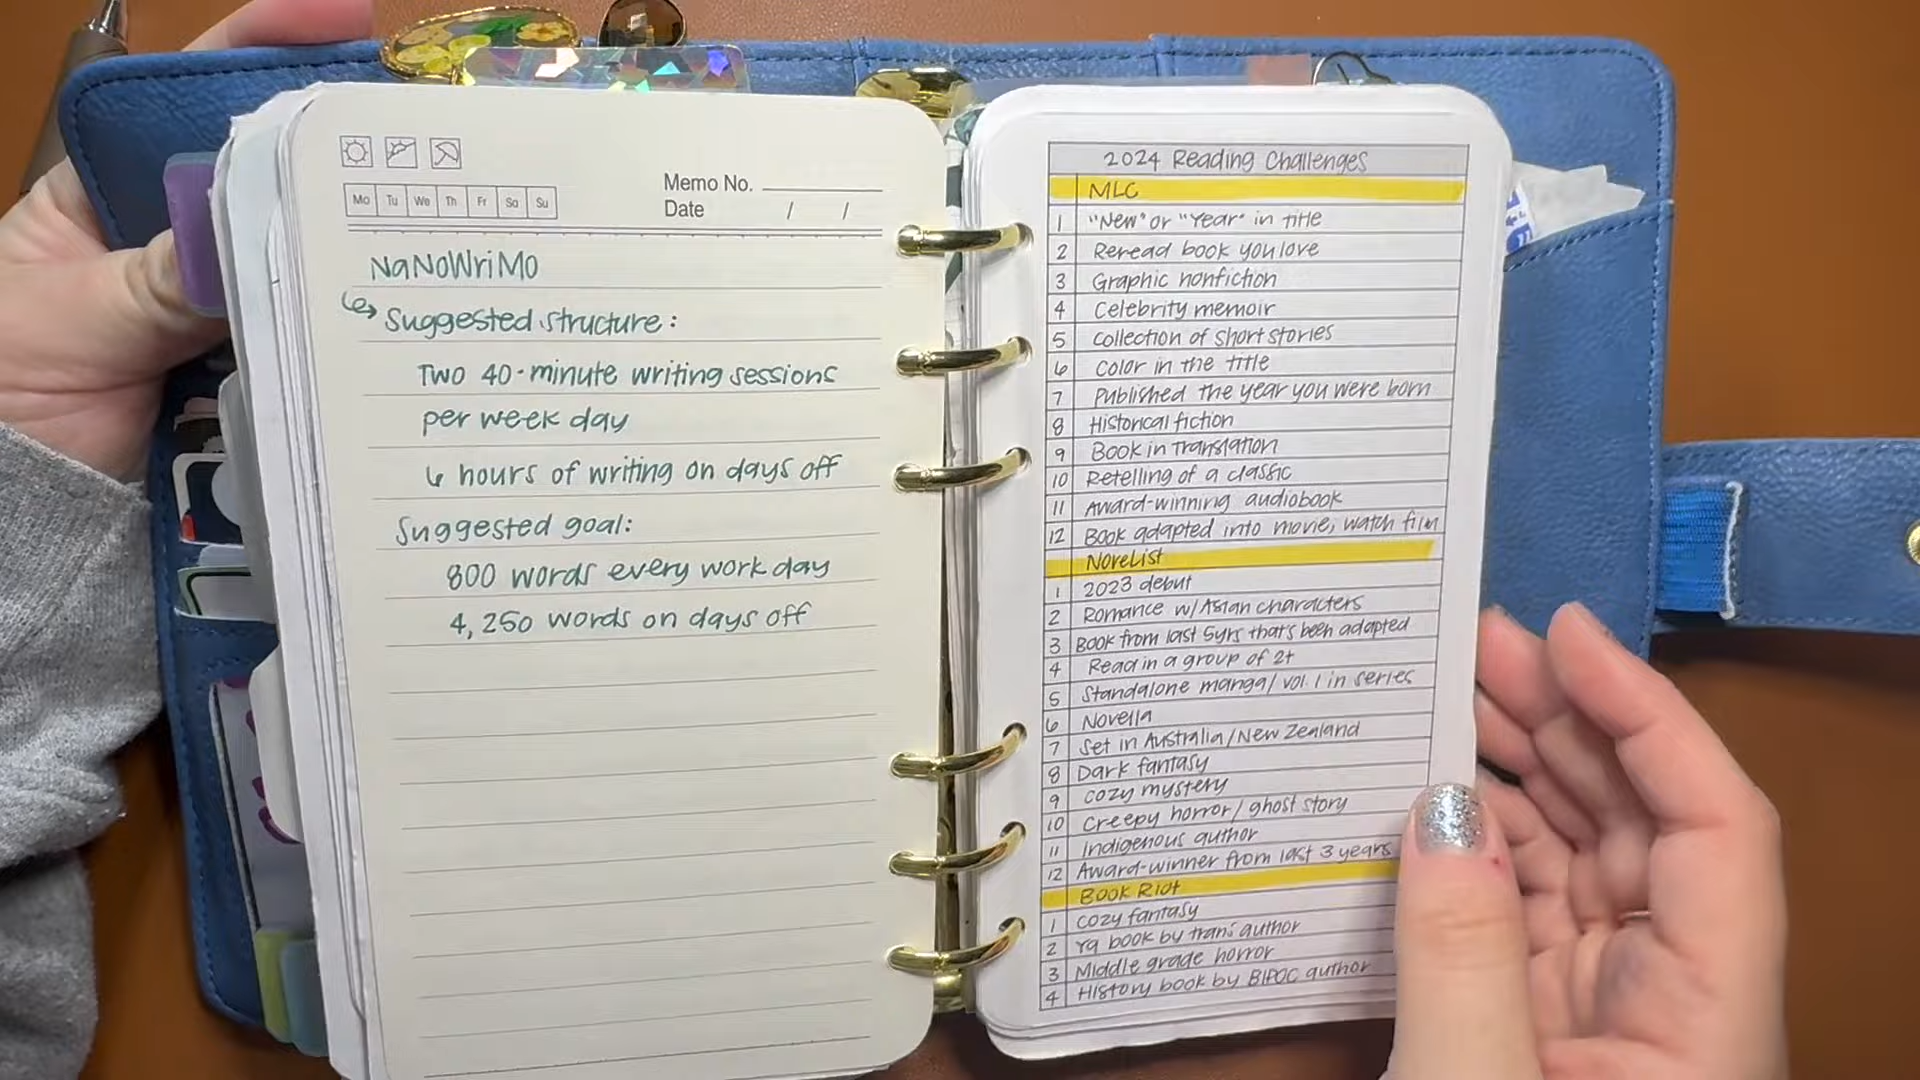 Mo Tu We Th Fr Sa Su
Memo No.
Date / /
NaNoWriMo
Suggested structure:
Two 40-minute writing sessions
per week day
6 hours of writing on days off
Suggested goal:
800 words every work day
4,250 words on days off
2024 Reading Challenges
MLC
1 "New" or "Year" in title
2 Reread book you love
3 Graphic nonfiction
4 Celebrity memoir
5 Collection of short stories
6 Color in the title
7 Published the year you were born
8 Historical fiction
9 Book in translation
10 Retelling of a classic
11 Award-winning audiobook
12 Book adapted into movie, watch film
NoveList
1 2023 debut
2 Romance w/Asian characters
3 Book from last 5yrs that's been adapted
4 Read in a group of 2+
5 Standalone manga/vol. 1 in series
6 Novella
7 Set in Australia/New Zealand
8 Dark fantasy
9 Cozy mystery
10 Creepy horror/ghost story
11 Indigenous author
12 Award-winner from last 3 years
Book Riot
1 Cozy fantasy
2 YA book by trans author
3 Middle grade horror
4 History book by BIPOC author